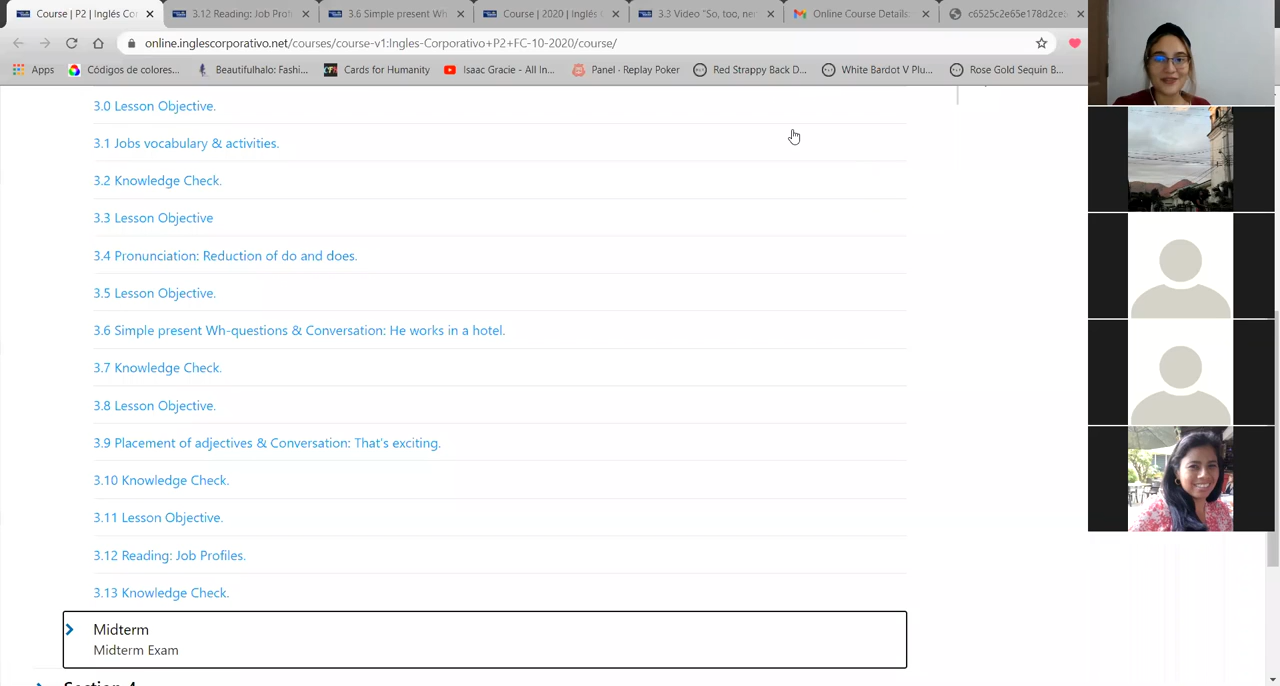 Course | P2 | Inglés Cor
3.12 Reading: Job Prof
3.6 Simple present Wh
Course | 2020 | Inglés
3.3 Video "So, too, nei
Online Course Details:
c6525c2e65e178d2ceb
online.inglescorporativo.net/courses/course-v1:Ingles-Corporativo+P2+FC-10-2020/course/
Apps
Códigos de colores...
Beautifulhalo: Fashi...
Cards for Humanity
Isaac Gracie - All In...
Panel - Replay Poker
Red Strappy Back D...
White Bardot V Plu...
Rose Gold Sequin B...
3.0 Lesson Objective.
3.1 Jobs vocabulary & activities.
3.2 Knowledge Check.
3.3 Lesson Objective
3.4 Pronunciation: Reduction of do and does.
3.5 Lesson Objective.
3.6 Simple present Wh-questions & Conversation: He works in a hotel.
3.7 Knowledge Check.
3.8 Lesson Objective.
3.9 Placement of adjectives & Conversation: That's exciting.
3.10 Knowledge Check.
3.11 Lesson Objective.
3.12 Reading: Job Profiles.
3.13 Knowledge Check.
Midterm
Midterm Exam
Section 4